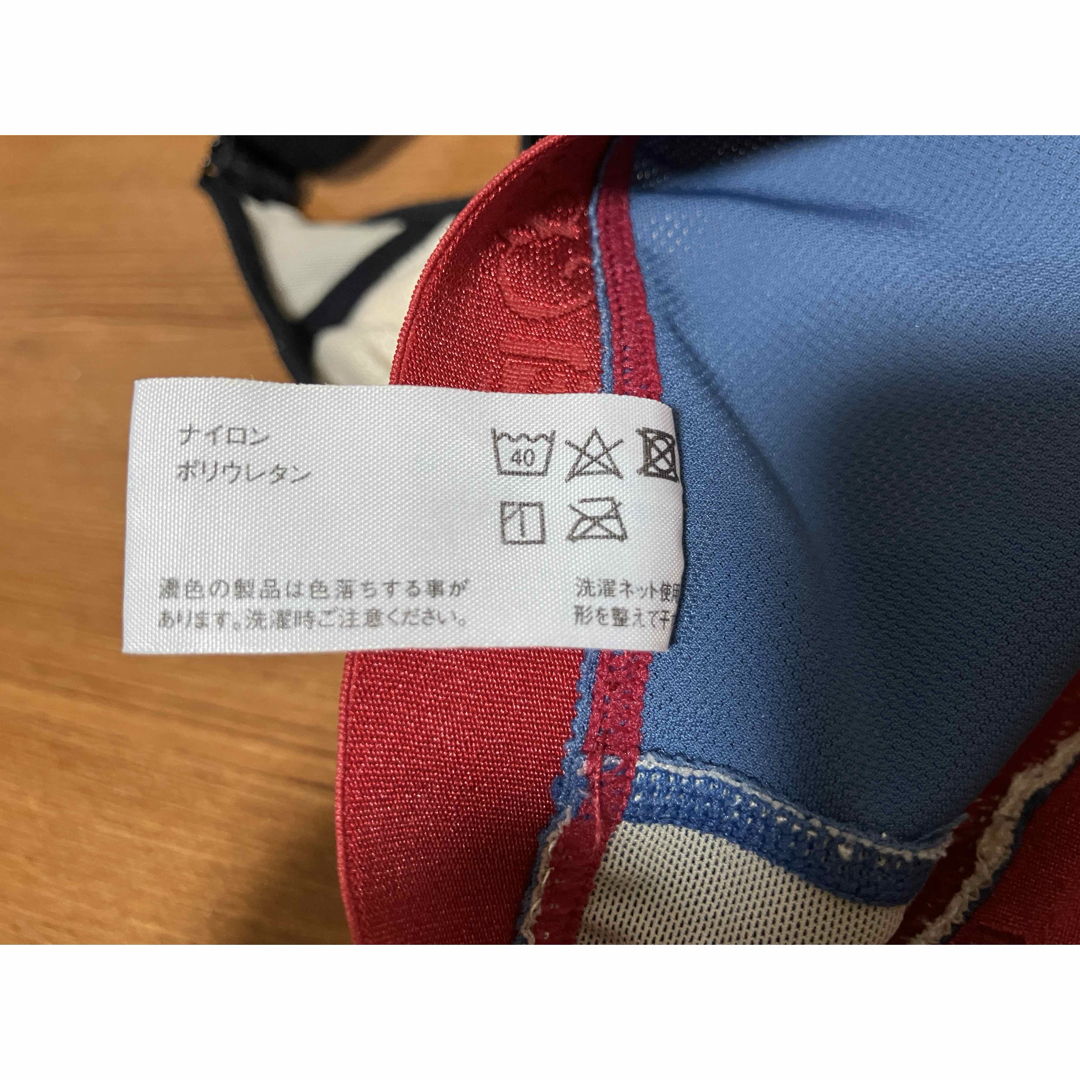 ナイロン
ポリウレタン
40
濃色の製品は色落ちする事が
あります。洗濯時ご注意ください。
洗濯ネット使用
形を整えて干